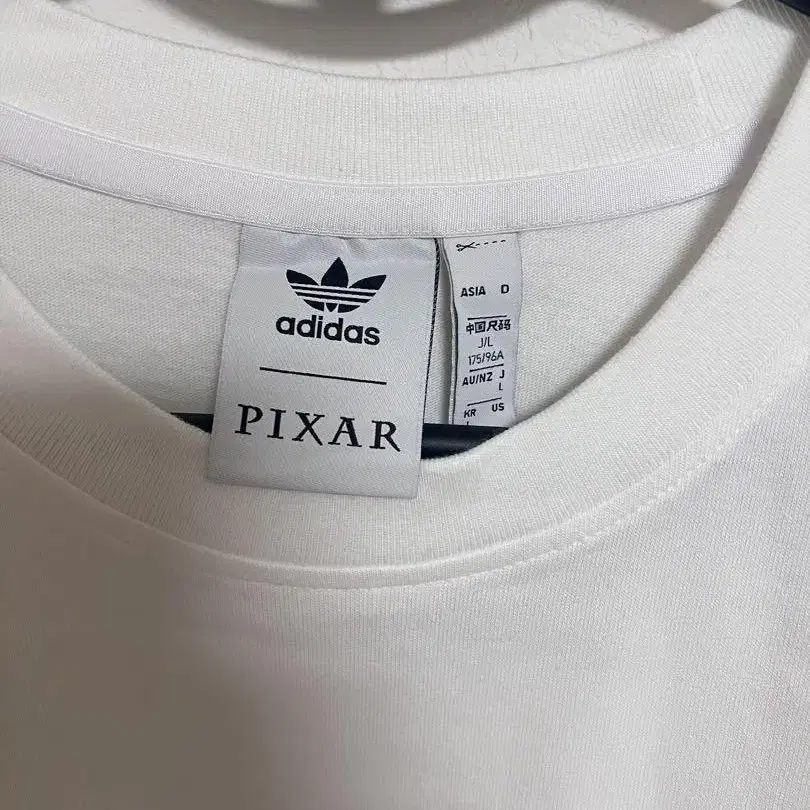 adidas
PIXAR
ASIA D
中国尺码
J/L
175/96A
AU/NZ J
L
KR US